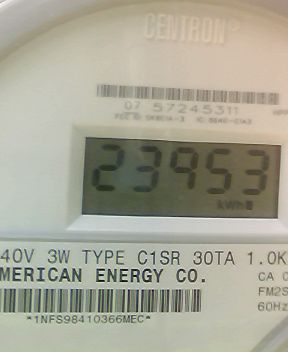 CENTRON®
07 57245311
23953
kWh
40V 3W TYPE C1SR 30TA 1.0K
MERICAN ENERGY CO.
CA 0
FM2S
60Hz
*1NFS98410366MEC*